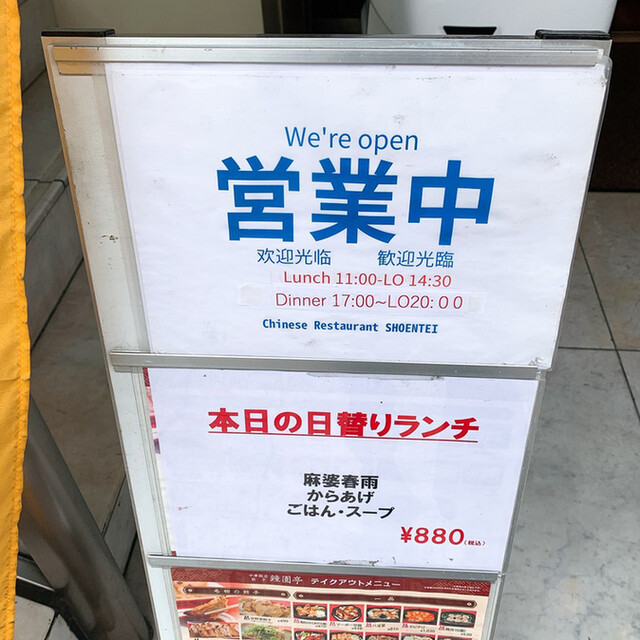 We're open
営業中
欢迎光临 歓迎光臨
Lunch 11:00-LO 14:30
Dinner 17:00~LO20:00
Chinese Restaurant SHOENTEI
本日の日替りランチ
麻婆春雨
からあげ
ごはん・スープ
¥880(税込)
テイクアウトメニュー